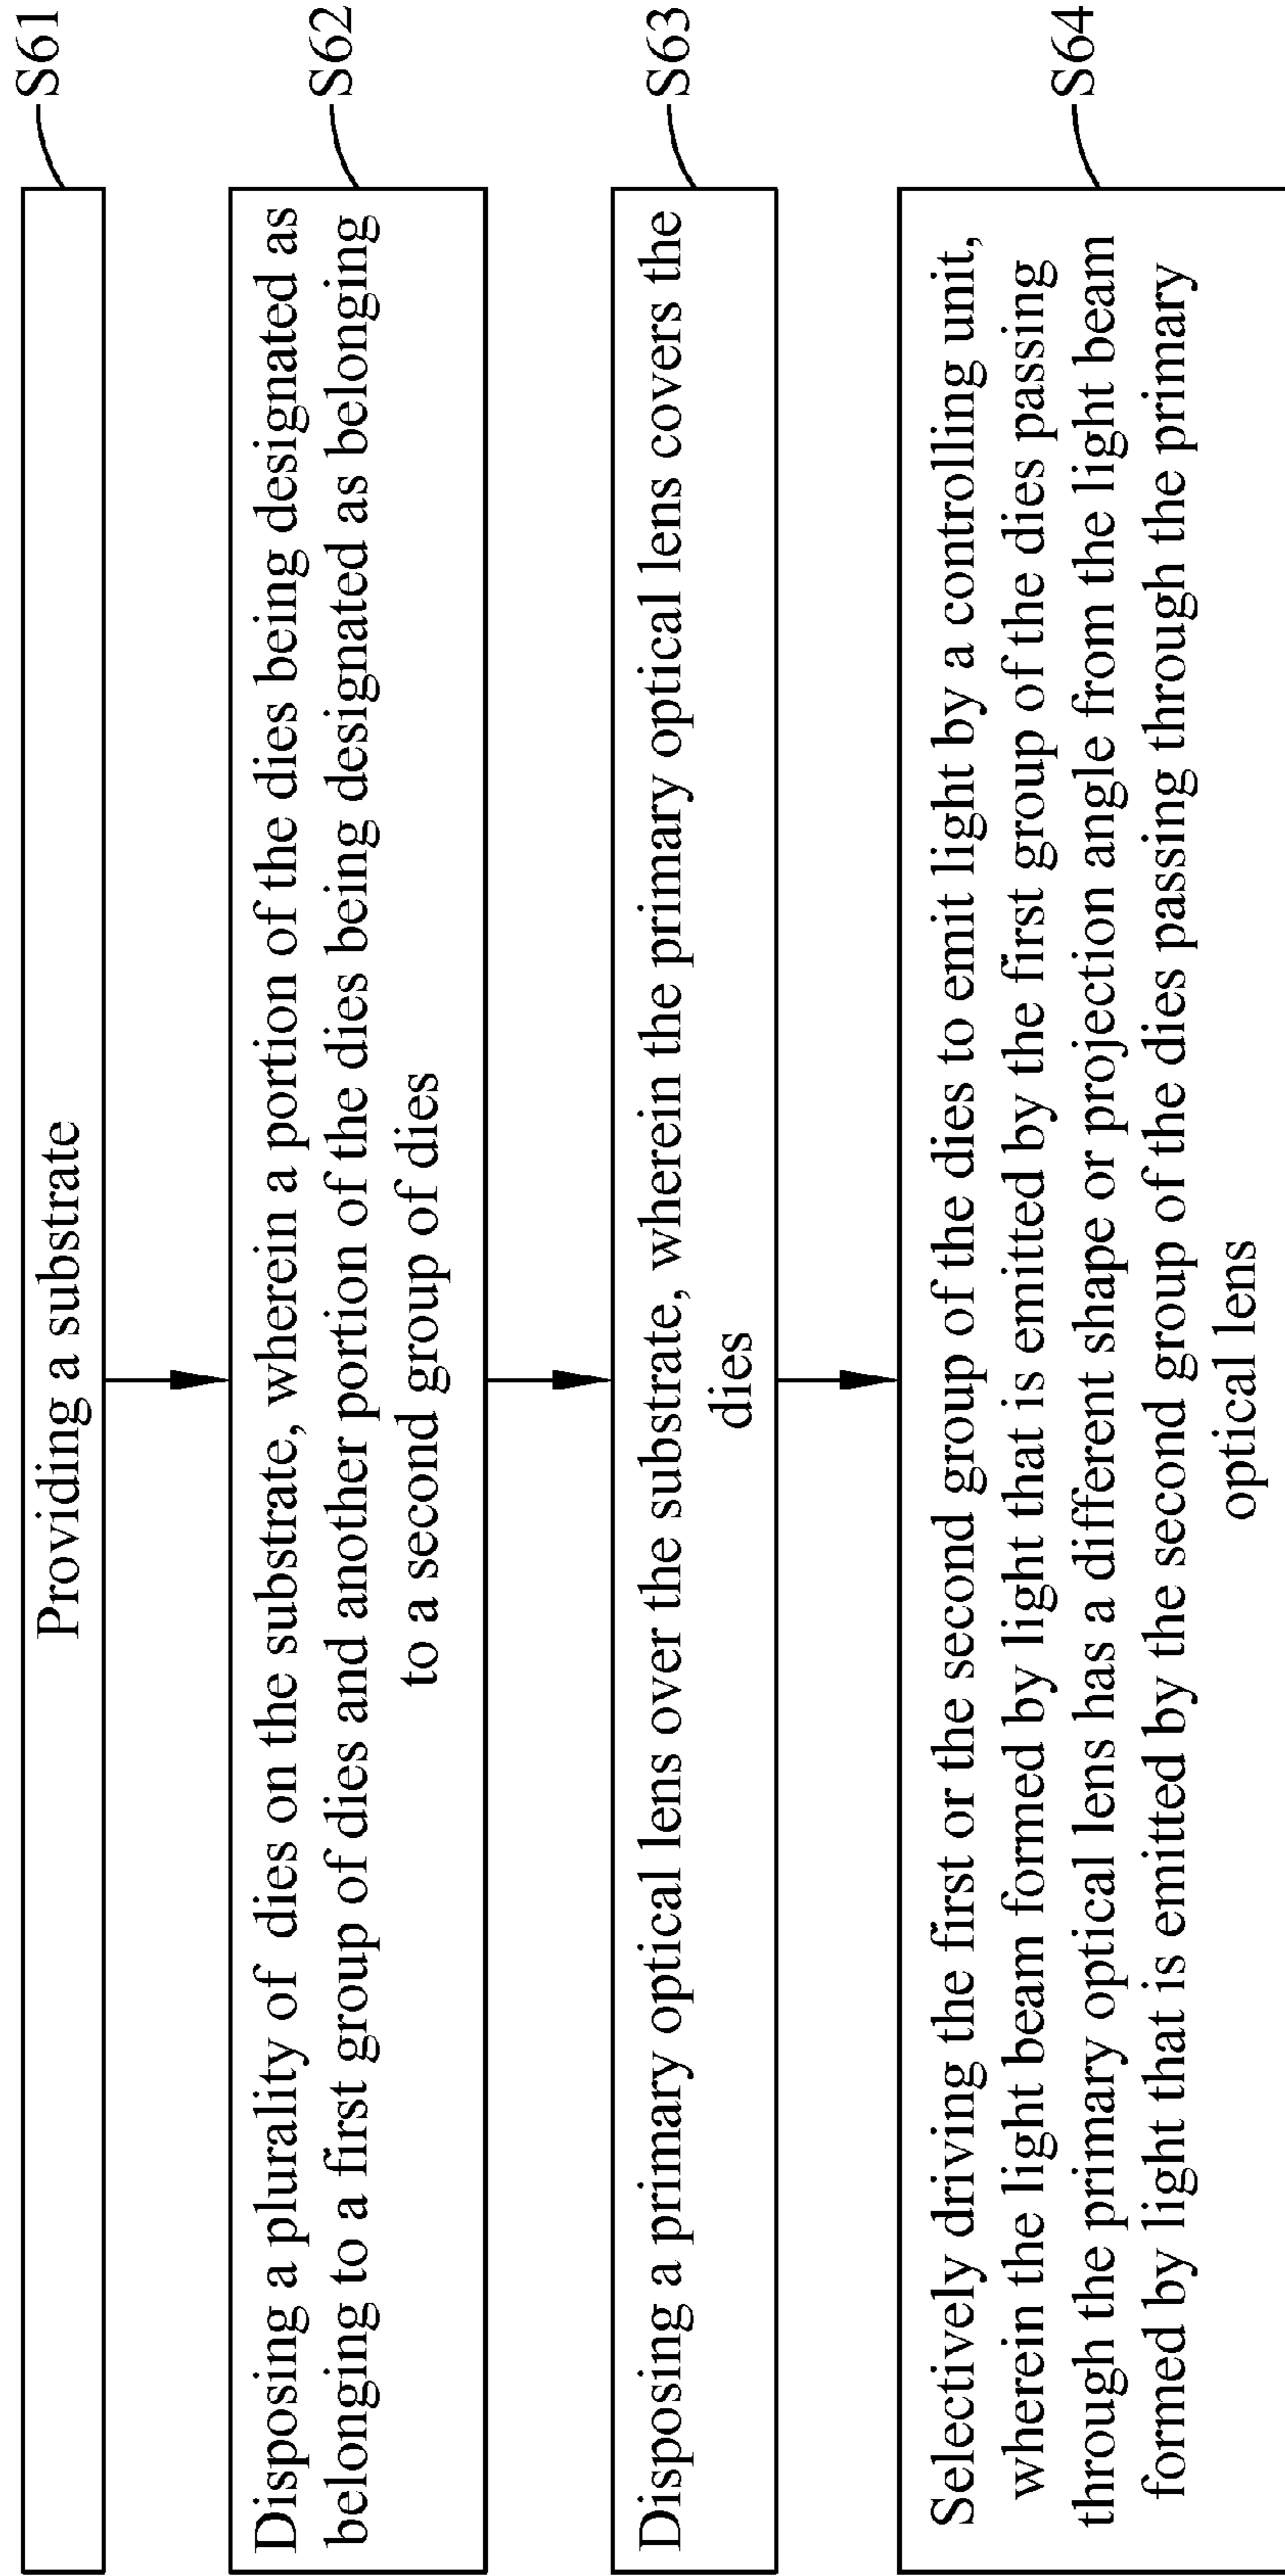 Providing a substrate
S61
Disposing a plurality of dies on the substrate, wherein a portion of the dies being designated as
belonging to a first group of dies and another portion of the dies being designated as belonging
to a second group of dies
S62
Disposing a primary optical lens over the substrate, wherein the primary optical lens covers the
dies
S63
Selectively driving the first or the second group of the dies to emit light by a controlling unit,
wherein the light beam formed by light that is emitted by the first group of the dies passing
through the primary optical lens has a different shape or projection angle from the light beam
formed by light that is emitted by the second group of the dies passing through the primary
optical lens
S64